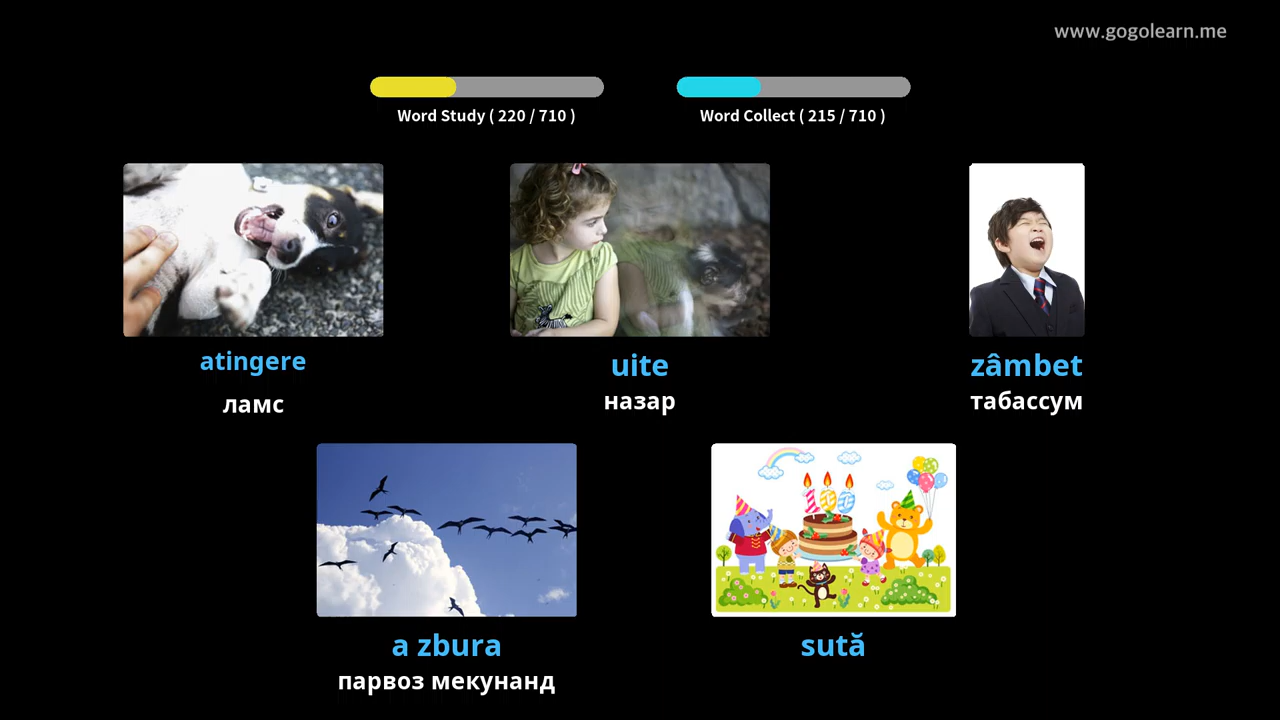 www.gogolearn.me
Word Study ( 220 / 710 )
Word Collect ( 215 / 710 )
atingere
ламс
uite
назар
zâmbet
табассум
a zbura
парвоз мекунанд
100
sută